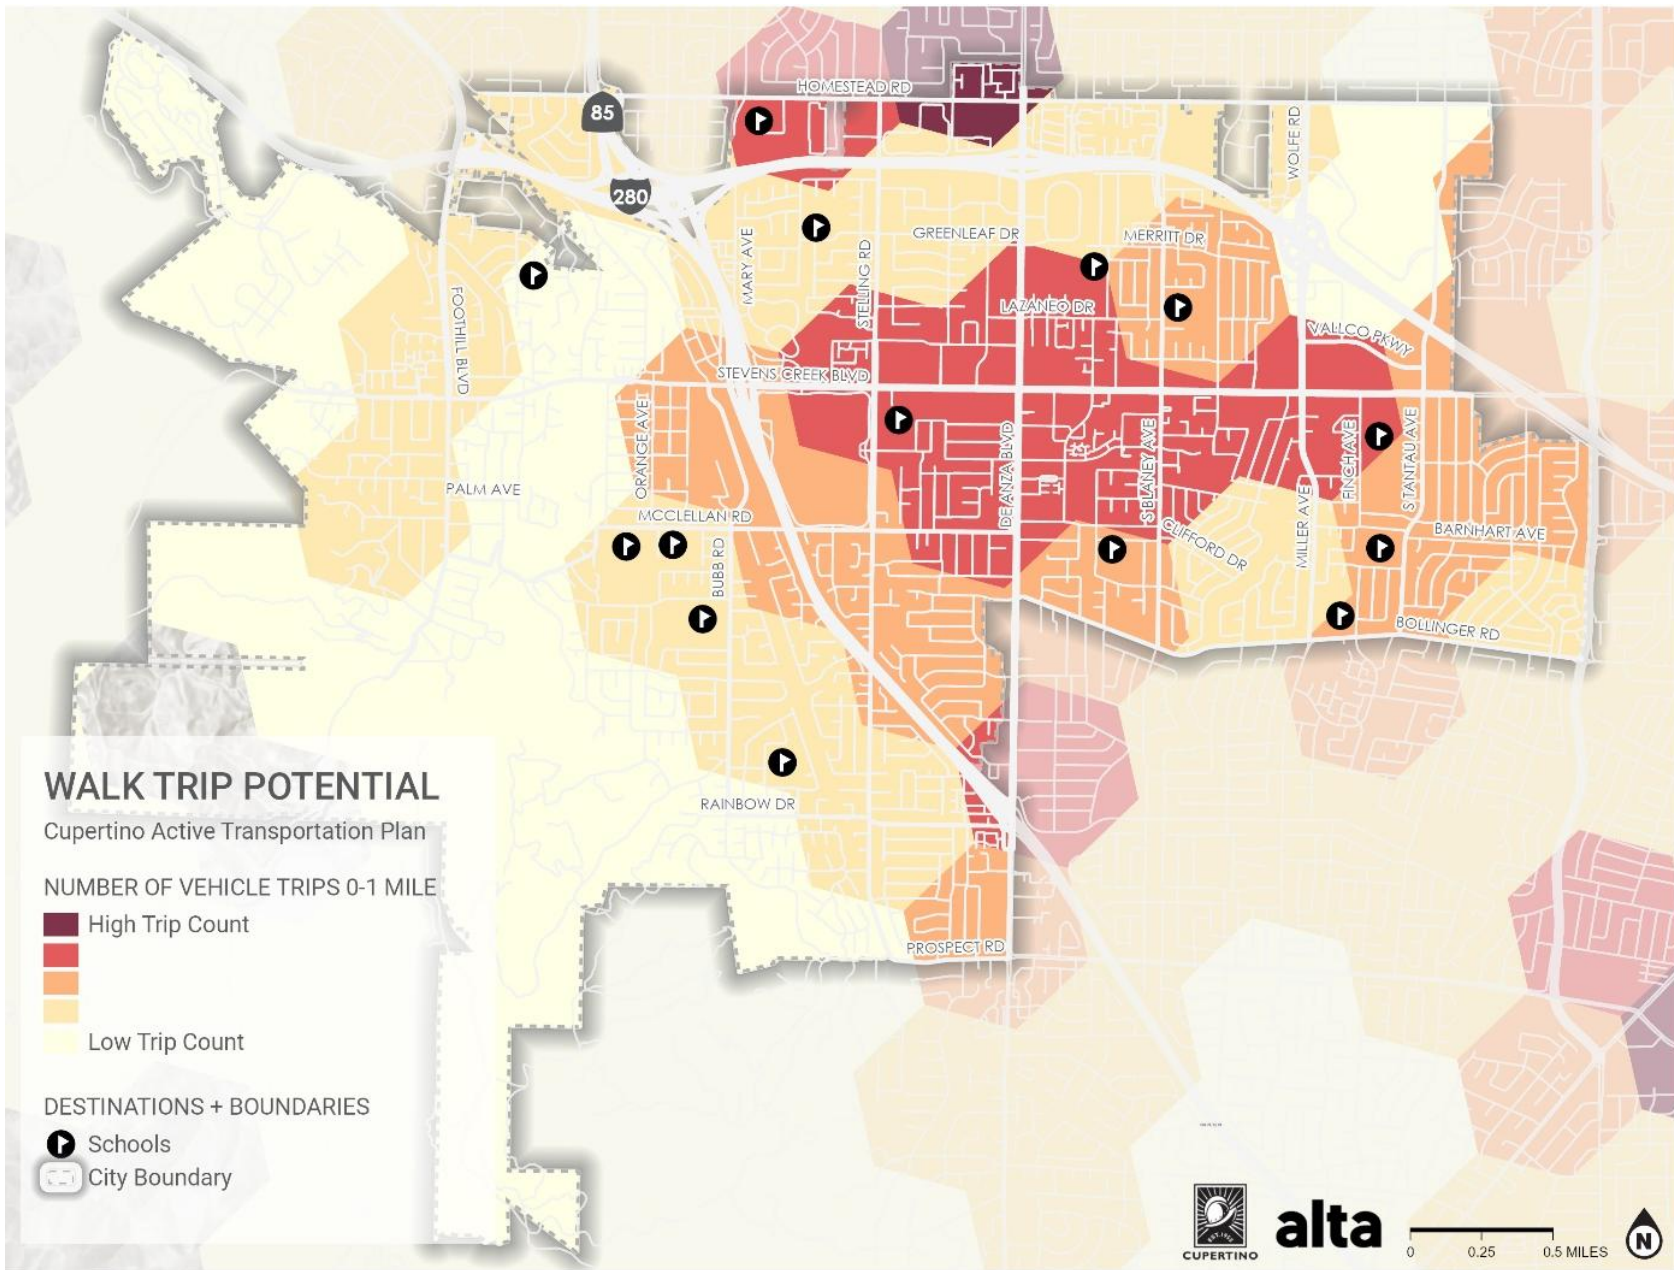 HOMESTEAD RD
85
WOLFE RD
280
MARY AVE
STELLING RD
GREENLEAF DR
MERRITT DR
FOOTHILL BLVD
LAZANEO DR
VALLCO PKWY
STEVENS CREEK BLVD
ORANGE AVE
DE ANZA BLVD
S BLANEY AVE
FINCH AVE
S TANTAU AVE
PALM AVE
MCCLELLAN RD
BUBB RD
CLIFFORD DR
MILLER AVE
BARNHART AVE
BOLLINGER RD
RAINBOW DR
PROSPECT RD
WALK TRIP POTENTIAL
Cupertino Active Transportation Plan
NUMBER OF VEHICLE TRIPS 0-1 MILE
High Trip Count
Low Trip Count
DESTINATIONS + BOUNDARIES
Schools
City Boundary
CUPERTINO
alta
0 0.25 0.5 MILES
N